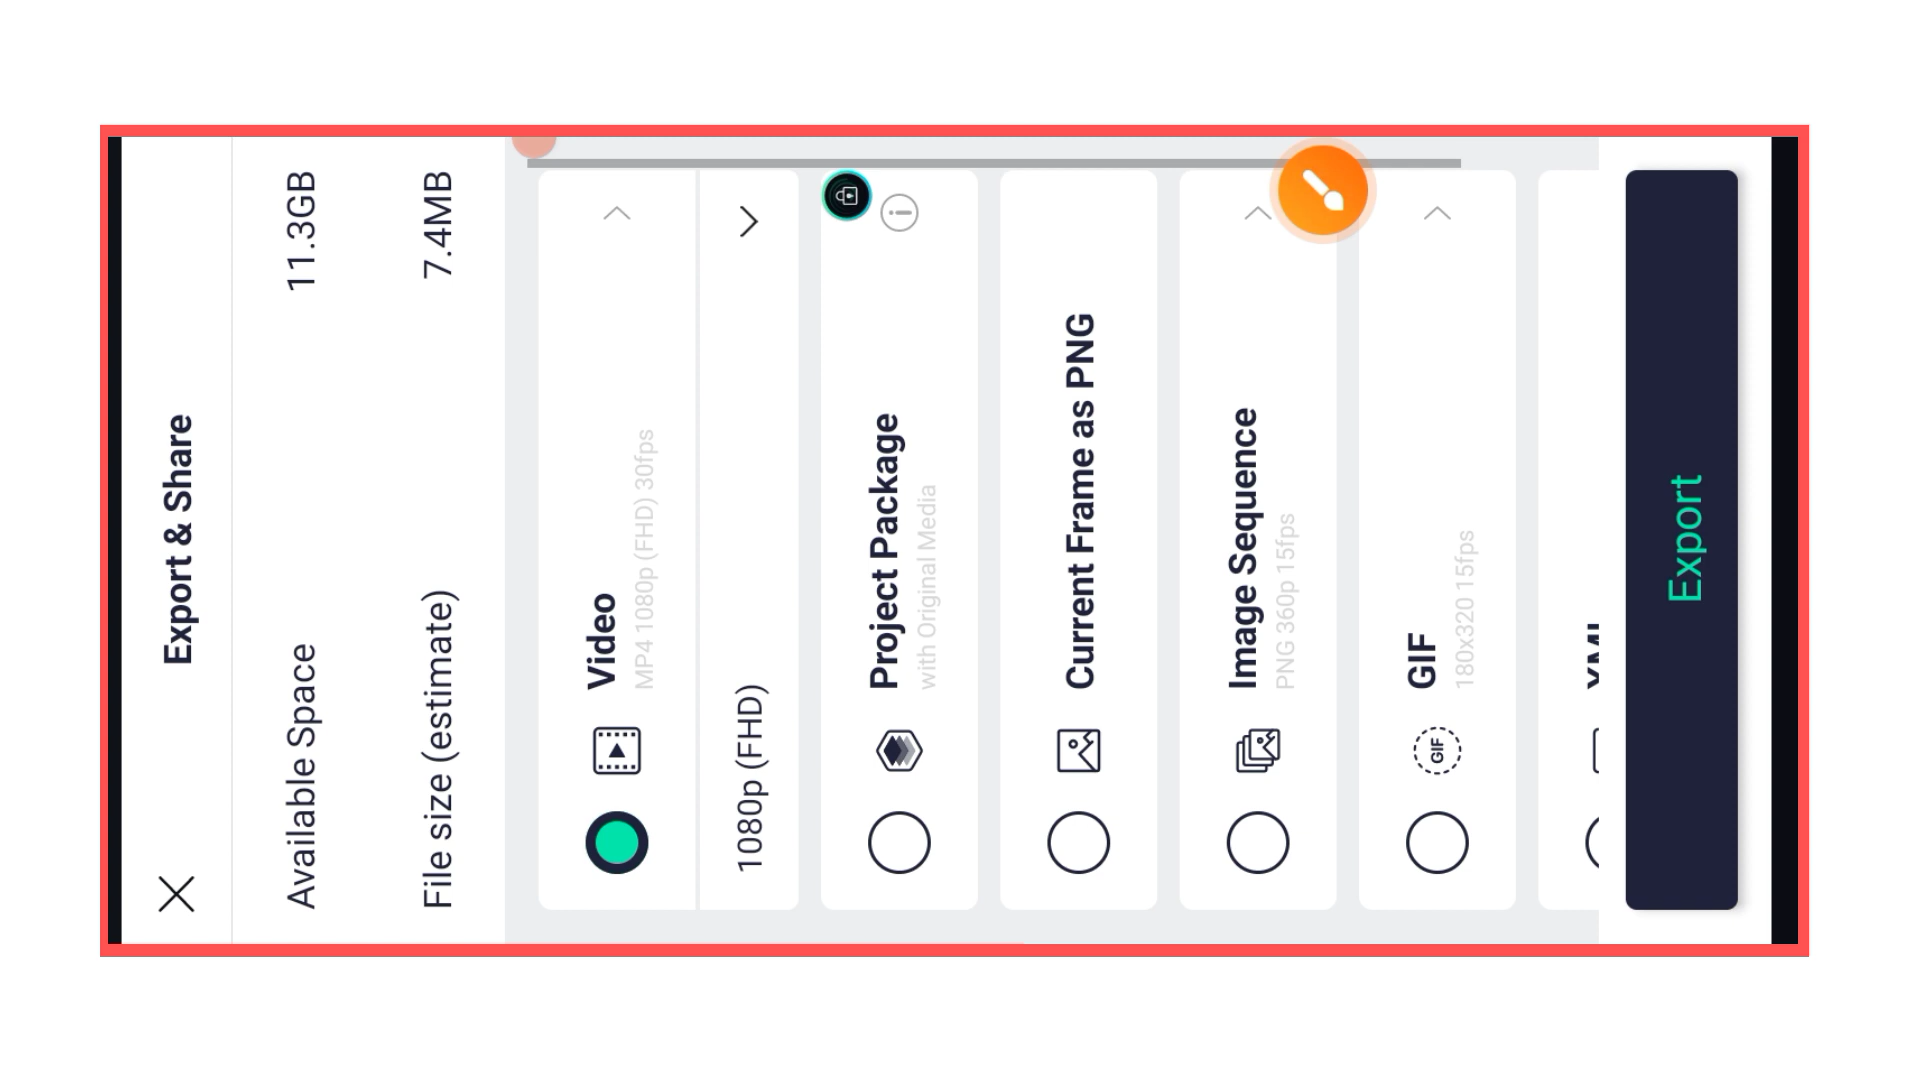 Export & Share
Available Space 11.3GB
File size (estimate) 7.4MB
Video
MP4 1080p (FHD) 30fps
1080p (FHD)
Project Package
with Original Media
Current Frame as PNG
Image Sequence
PNG 360p 15fps
GIF
GIF
180x320 15fps
Export